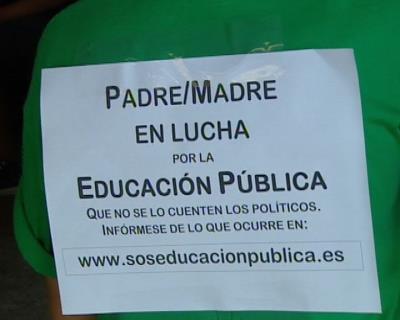 PADRE/MADRE
EN LUCHA
POR LA
EDUCACIÓN PÚBLICA
QUE NO SE LO CUENTEN LOS POLÍTICOS.
INFÓRMESE DE LO QUE OCURRE EN:
www.soseducacionpublica.es